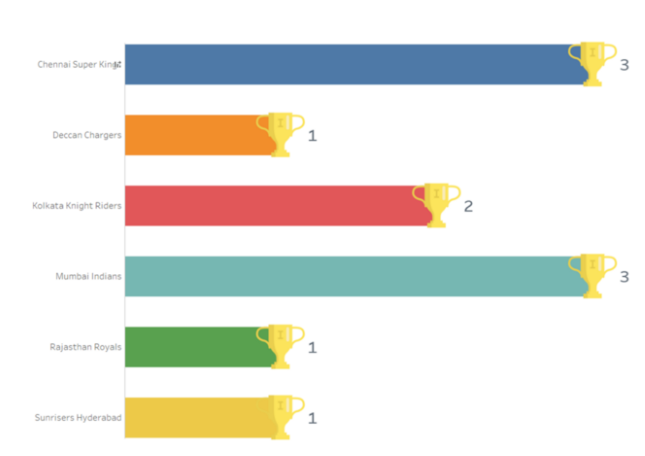 Chennai Super Kings 3
Deccan Chargers 1
Kolkata Knight Riders 2
Mumbai Indians 3
Rajasthan Royals 1
Sunrisers Hyderabad 1